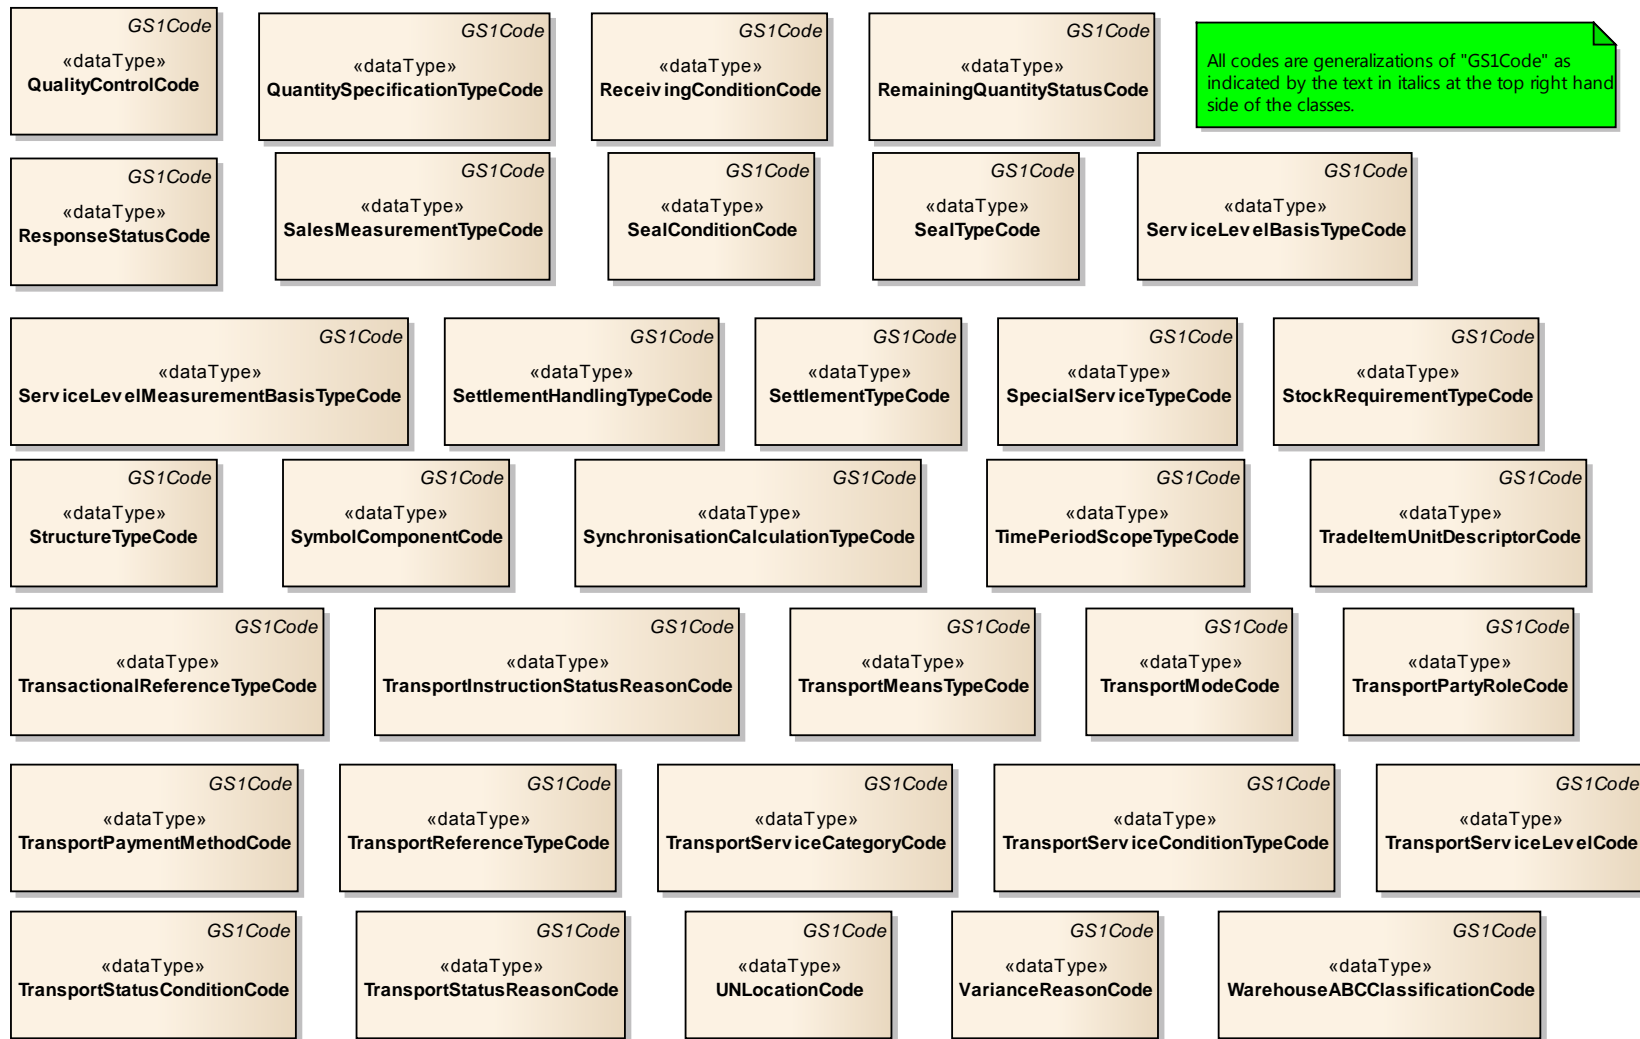 GS1Code
«dataType»
QualityControlCode
GS1Code
«dataType»
QuantitySpecificationTypeCode
GS1Code
«dataType»
ReceivingConditionCode
GS1Code
«dataType»
RemainingQuantityStatusCode
All codes are generalizations of "GS1Code" as
indicated by the text in italics at the top right hand
side of the classes.
GS1Code
«dataType»
ResponseStatusCode
GS1Code
«dataType»
SalesMeasurementTypeCode
GS1Code
«dataType»
SealConditionCode
GS1Code
«dataType»
SealTypeCode
GS1Code
«dataType»
ServiceLevelBasisTypeCode
GS1Code
«dataType»
ServiceLevelMeasurementBasisTypeCode
GS1Code
«dataType»
SettlementHandlingTypeCode
GS1Code
«dataType»
SettlementTypeCode
GS1Code
«dataType»
SpecialServiceTypeCode
GS1Code
«dataType»
StockRequirementTypeCode
GS1Code
«dataType»
StructureTypeCode
GS1Code
«dataType»
SymbolComponentCode
GS1Code
«dataType»
SynchronisationCalculationTypeCode
GS1Code
«dataType»
TimePeriodScopeTypeCode
GS1Code
«dataType»
TradeItemUnitDescriptorCode
GS1Code
«dataType»
TransactionalReferenceTypeCode
GS1Code
«dataType»
TransportInstructionStatusReasonCode
GS1Code
«dataType»
TransportMeansTypeCode
GS1Code
«dataType»
TransportModeCode
GS1Code
«dataType»
TransportPartyRoleCode
GS1Code
«dataType»
TransportPaymentMethodCode
GS1Code
«dataType»
TransportReferenceTypeCode
GS1Code
«dataType»
TransportServiceCategoryCode
GS1Code
«dataType»
TransportServiceConditionTypeCode
GS1Code
«dataType»
TransportServiceLevelCode
GS1Code
«dataType»
TransportStatusConditionCode
GS1Code
«dataType»
TransportStatusReasonCode
GS1Code
«dataType»
UNLocationCode
GS1Code
«dataType»
VarianceReasonCode
GS1Code
«dataType»
WarehouseABCClassificationCode